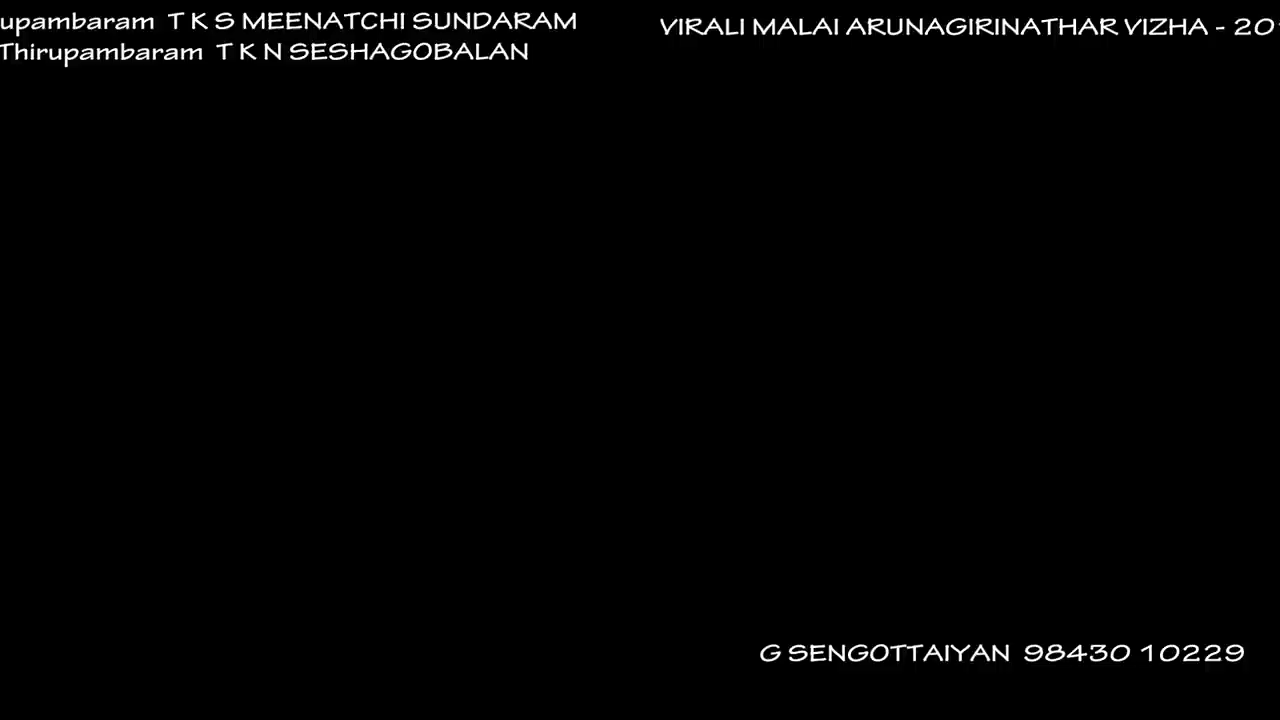 upambaram T K S MEENATCHI SUNDARAM
Thirupambaram T K N SESHAGOBALAN
VIRALI MALAI ARUNAGIRINATHAR VIZHA - 20
G SENGOTTAIYAN 98430 10229